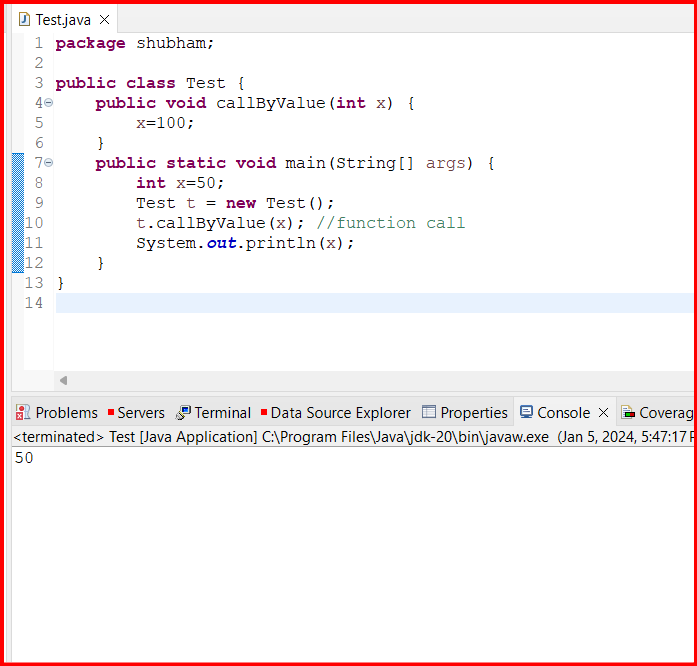 Test.java
1 package shubham;
2
3 public class Test {
4 public void callByValue(int x) {
5 x=100;
6 }
7 public static void main(String[] args) {
8 int x=50;
9 Test t = new Test();
10 t.callByValue(x); //function call
11 System.out.println(x);
12 }
13 }
14
Problems Servers Terminal Data Source Explorer Properties Console Coverag
<terminated> Test [Java Application] C:\Program Files\Java\jdk-20\bin\javaw.exe (Jan 5, 2024, 5:47:17 P
50